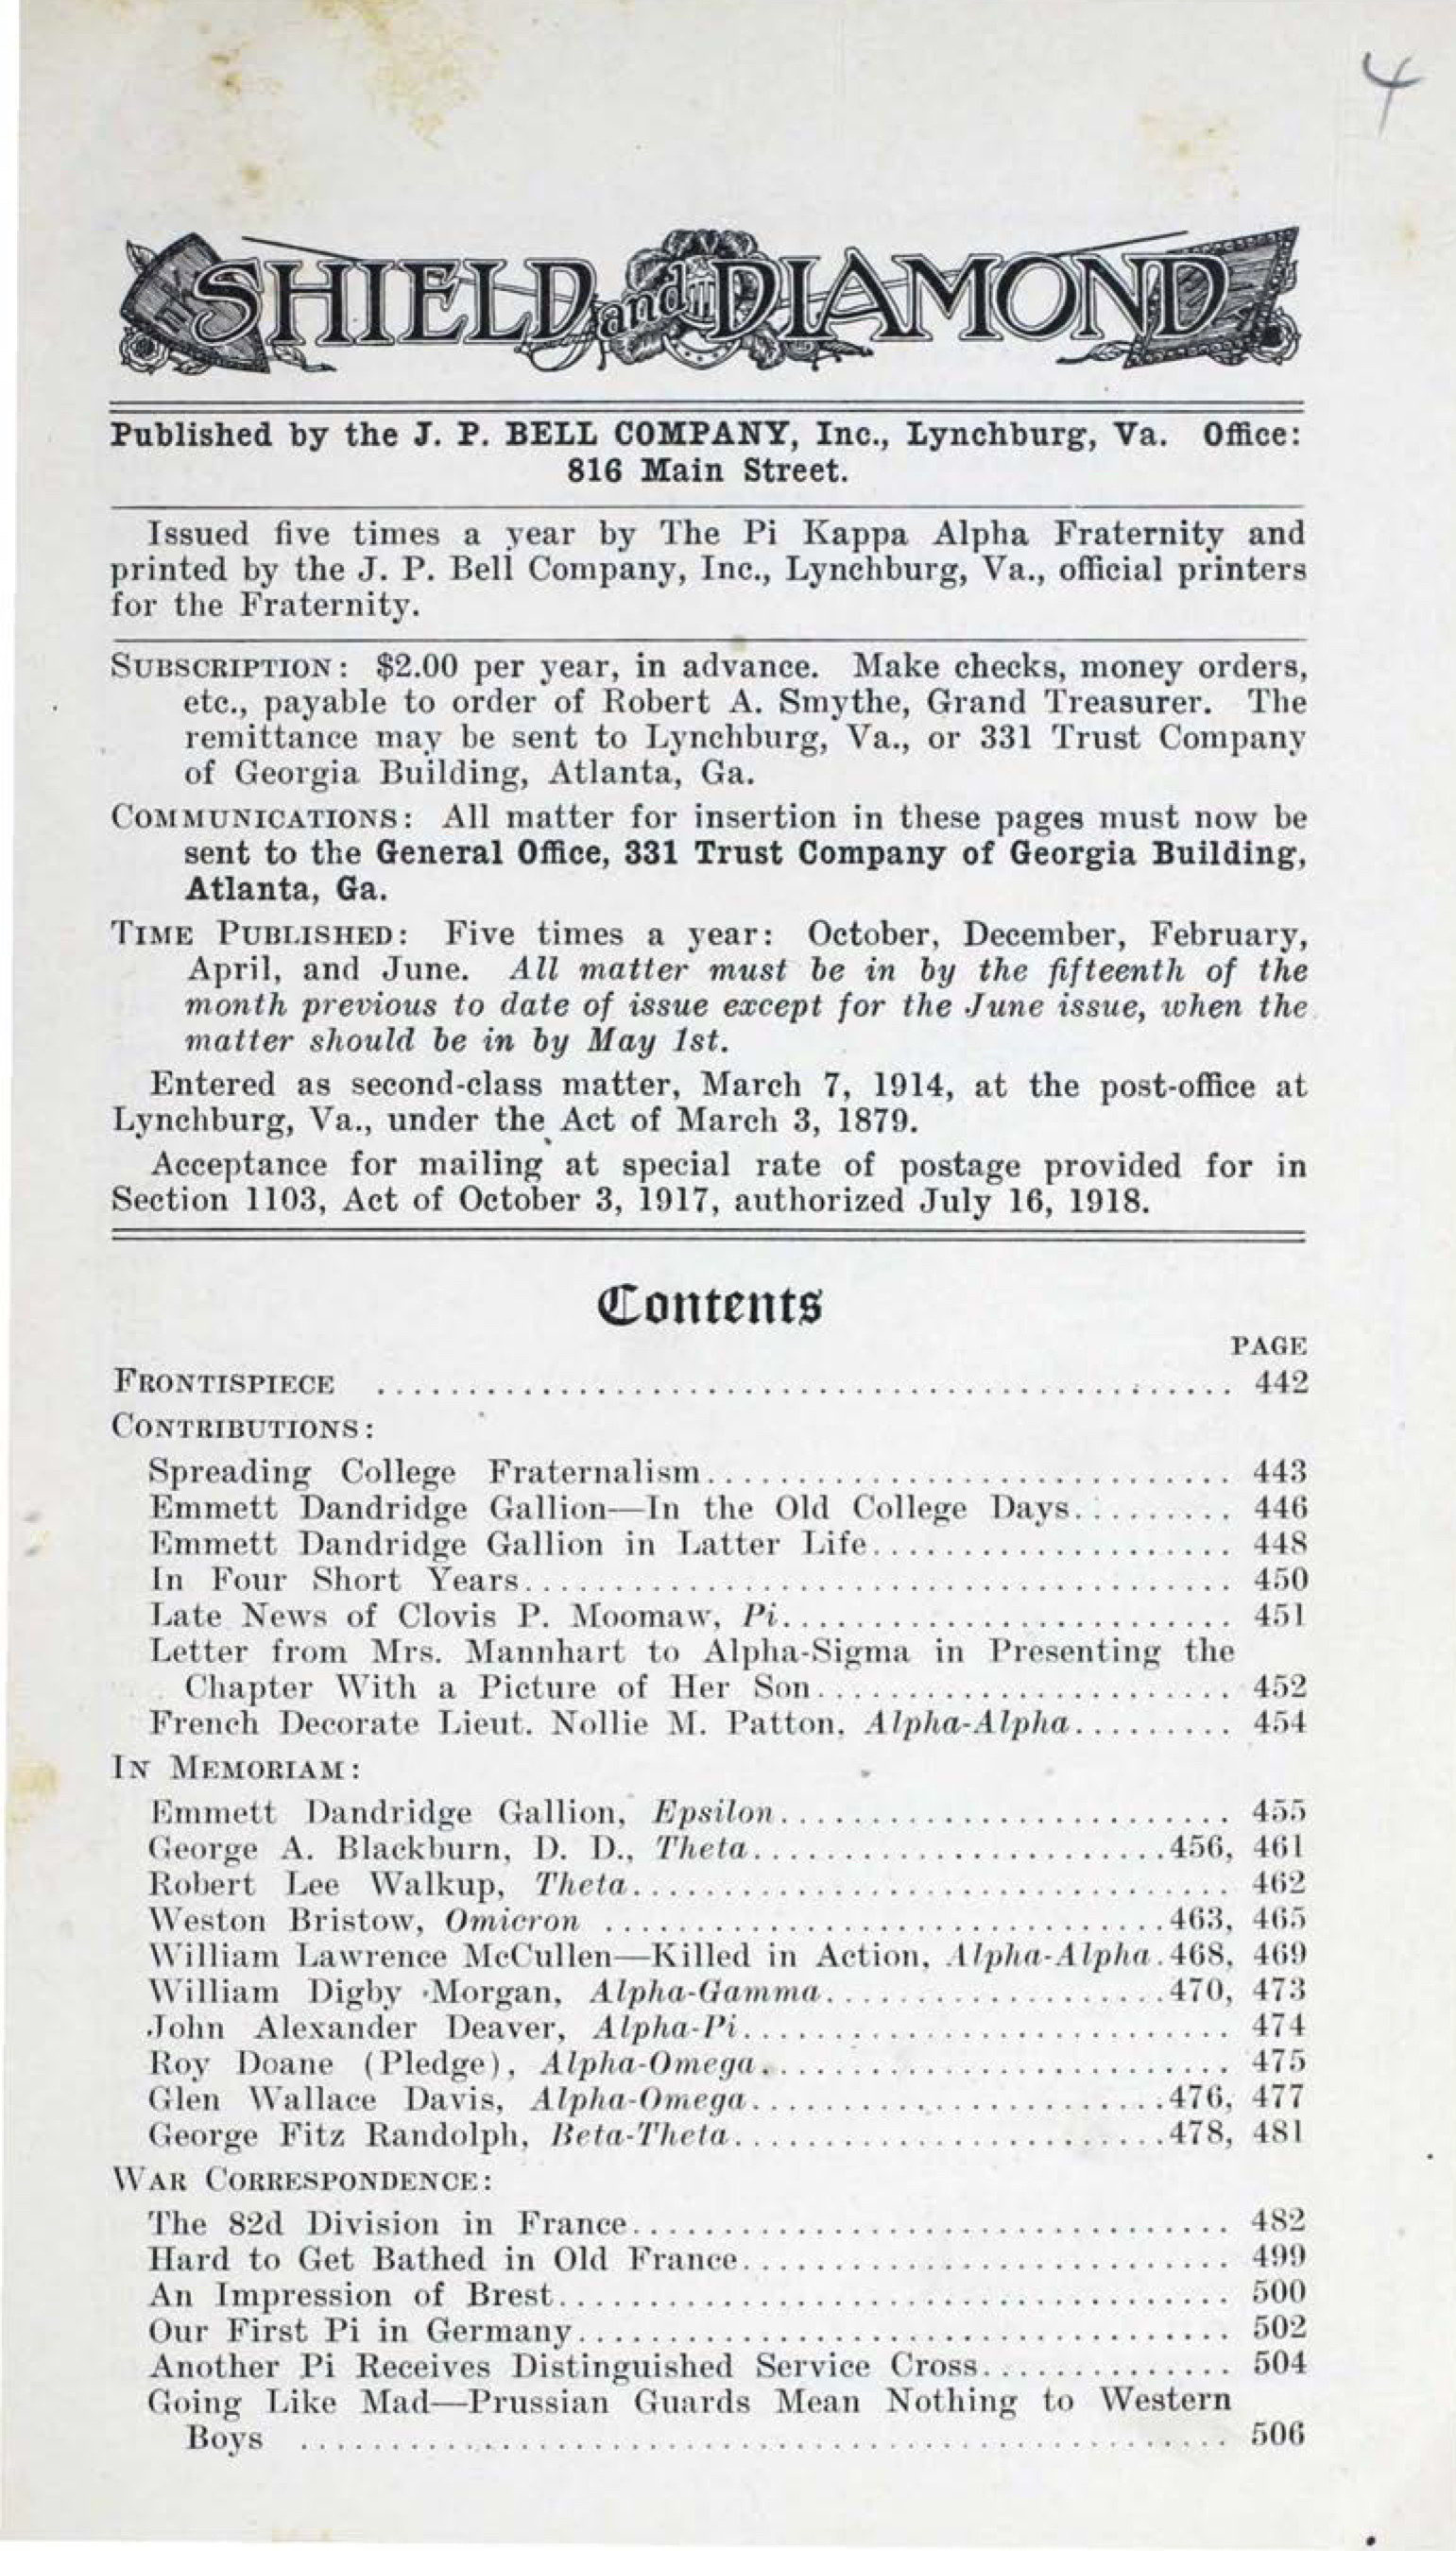 4
SHIELD and DIAMOND
Published by the J. P. BELL COMPANY, Inc., Lynchburg, Va. Office:
816 Main Street.
Issued five times a year by The Pi Kappa Alpha Fraternity and
printed by the J. P. Bell Company, Inc., Lynchburg, Va., official printers
for the Fraternity.
SUBSCRIPTION: $2.00 per year, in advance. Make checks, money orders,
etc., payable to order of Robert A. Smythe, Grand Treasurer. The
remittance may be sent to Lynchburg, Va., or 331 Trust Company
of Georgia Building, Atlanta, Ga.
COMMUNICATIONS: All matter for insertion in these pages must now be
sent to the General Office, 331 Trust Company of Georgia Building,
Atlanta, Ga.
TIME PUBLISHED: Five times a year: October, December, February,
April, and June. All matter must be in by the fifteenth of the
month previous to date of issue except for the June issue, when the
matter should be in by May 1st.
Entered as second-class matter, March 7, 1914, at the post-office at
Lynchburg, Va., under the Act of March 3, 1879.
Acceptance for mailing at special rate of postage provided for in
Section 1103, Act of October 3, 1917, authorized July 16, 1918.
Contents
PAGE
FRONTISPIECE ........ 442
CONTRIBUTIONS:
Spreading College Fraternalism........ 443
Emmett Dandridge Gallion—In the Old College Days........ 446
Emmett Dandridge Gallion in Latter Life........ 448
In Four Short Years........ 450
Late News of Clovis P. Moomaw, Pi........ 451
Letter from Mrs. Mannhart to Alpha-Sigma in Presenting the
Chapter With a Picture of Her Son........ 452
French Decorate Lieut. Nollie M. Patton, Alpha-Alpha........ 454
IN MEMORIAM:
Emmett Dandridge Gallion, Epsilon........ 455
George A. Blackburn, D. D., Theta........456, 461
Robert Lee Walkup, Theta........ 462
Weston Bristow, Omicron ........463, 465
William Lawrence McCullen—Killed in Action, Alpha-Alpha.468, 469
William Digby Morgan, Alpha-Gamma........470, 473
John Alexander Deaver, Alpha-Pi........ 474
Roy Doane (Pledge), Alpha-Omega........ 475
Glen Wallace Davis, Alpha-Omega........476, 477
George Fitz Randolph, Beta-Theta........478, 481
WAR CORRESPONDENCE:
The 82d Division in France........ 482
Hard to Get Bathed in Old France........ 499
An Impression of Brest........ 500
Our First Pi in Germany........ 502
Another Pi Receives Distinguished Service Cross........ 504
Going Like Mad—Prussian Guards Mean Nothing to Western
Boys ........ 506